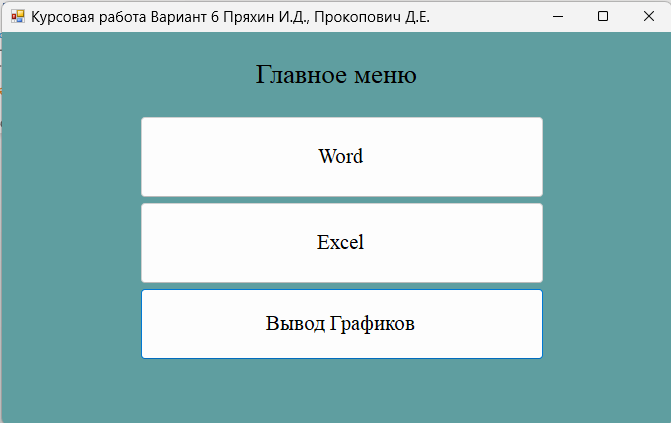 Курсовая работа Вариант 6 Пряхин И.Д., Прокопович Д.Е.
Главное меню
Word
Excel
Вывод Графиков